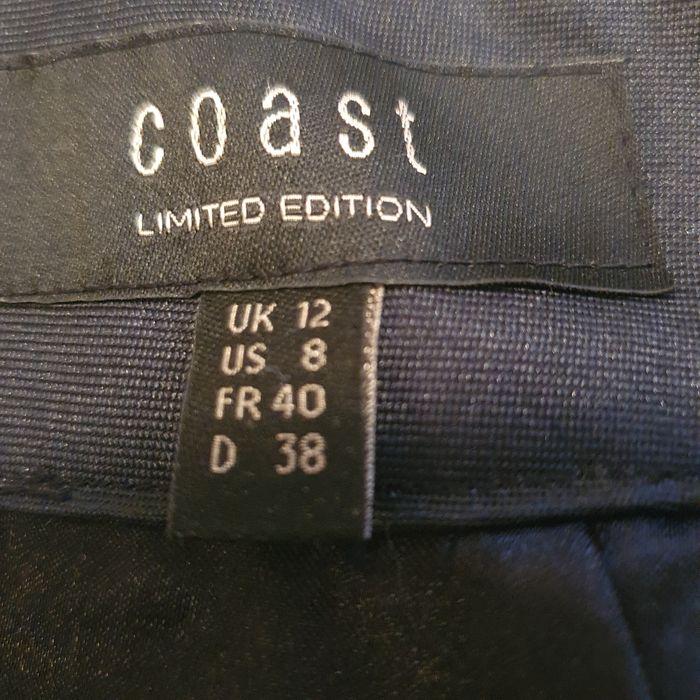 coast
LIMITED EDITION
UK 12
US 8
FR 40
D 38